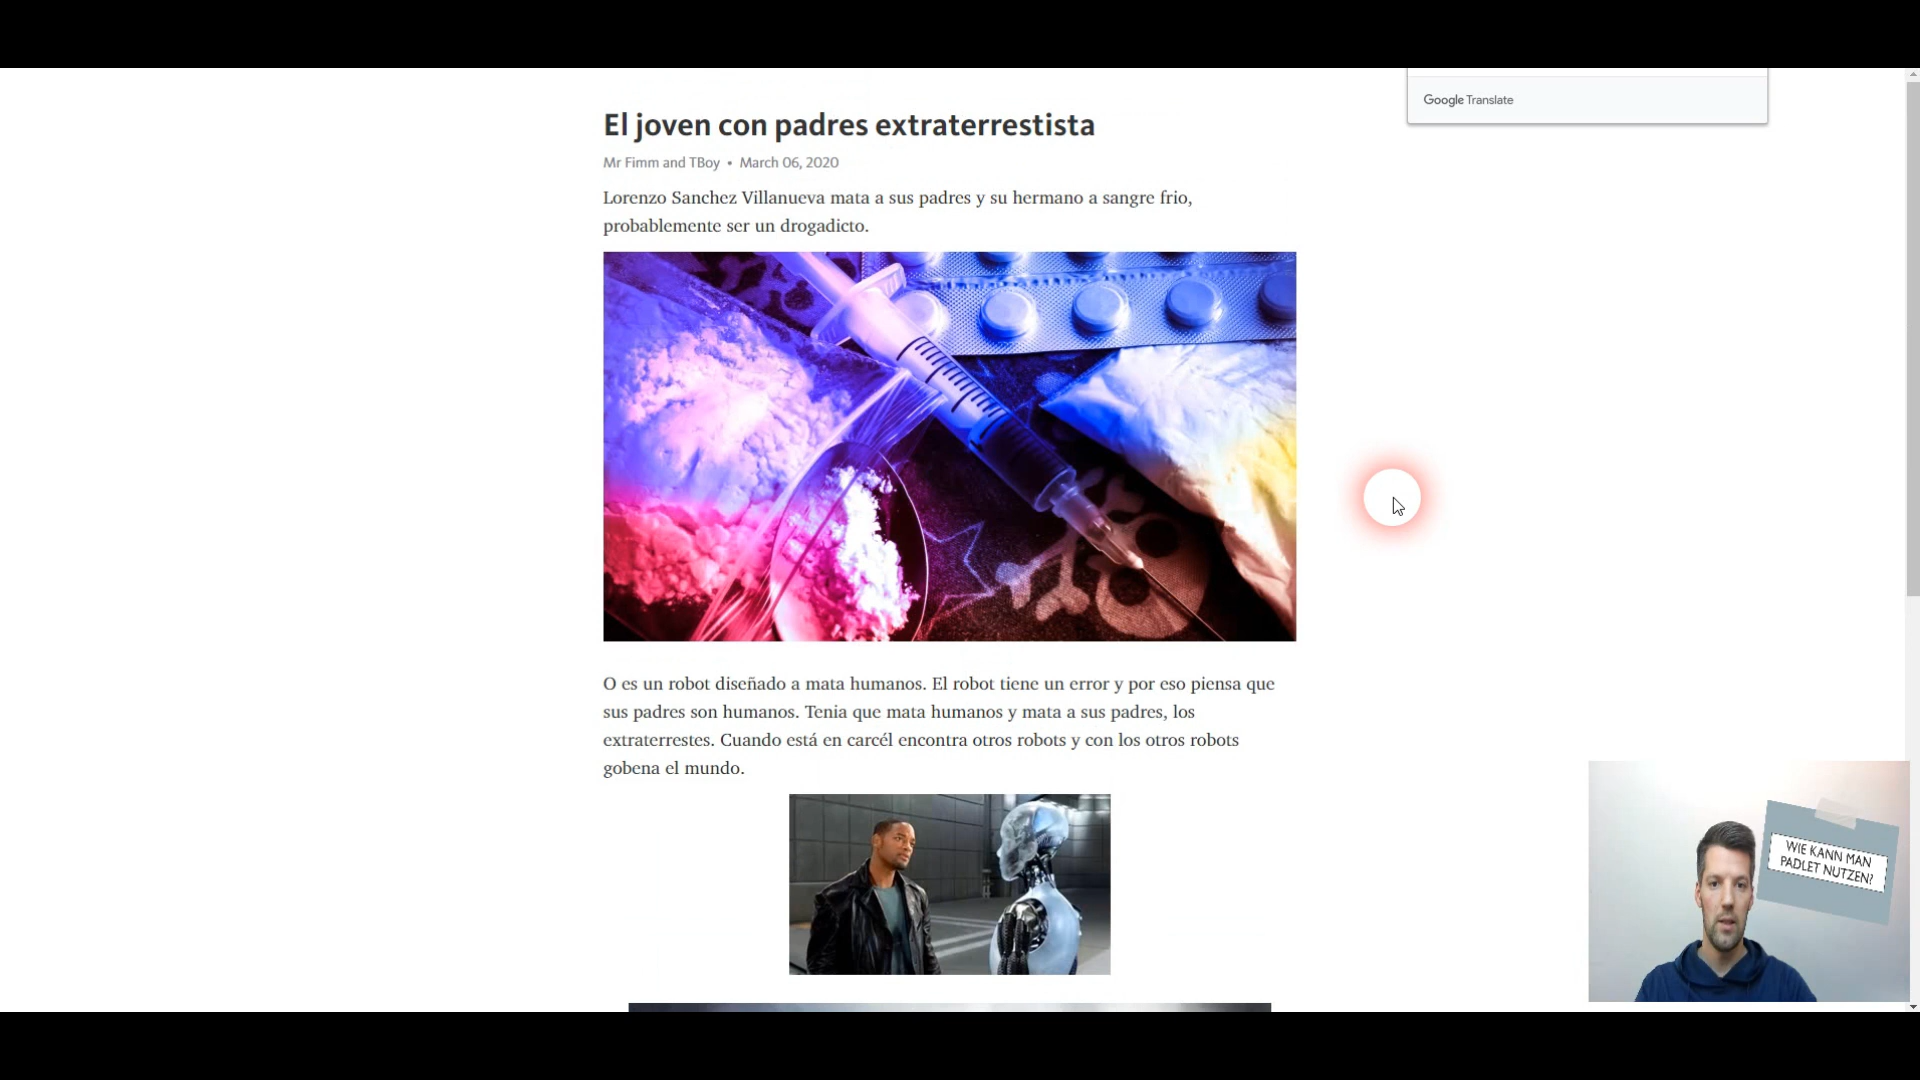 Google Translate
El joven con padres extraterrestista
Mr Fimm and TBoy • March 06, 2020
Lorenzo Sanchez Villanueva mata a sus padres y su hermano a sangre frio,
probablemente ser un drogadicto.
O es un robot diseñado a mata humanos. El robot tiene un error y por eso piensa que
sus padres son humanos. Tenia que mata humanos y mata a sus padres, los
extraterrestes. Cuando está en carcél encontra otros robots y con los otros robots
gobena el mundo.
WIE KANN MAN
PADLET NUTZEN?